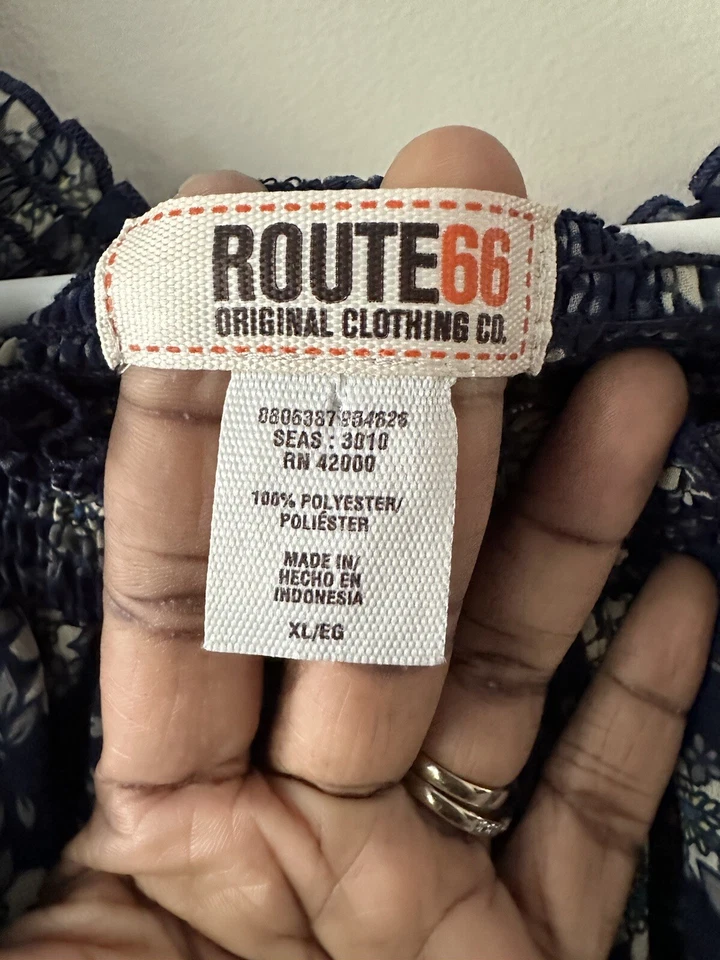 ROUTE66
ORIGINAL CLOTHING CO.
SEAS : 3010
RN 42000
100% POLYESTER/
POLIÉSTER
MADE IN/
HECHO EN
INDONESIA
XL/EG